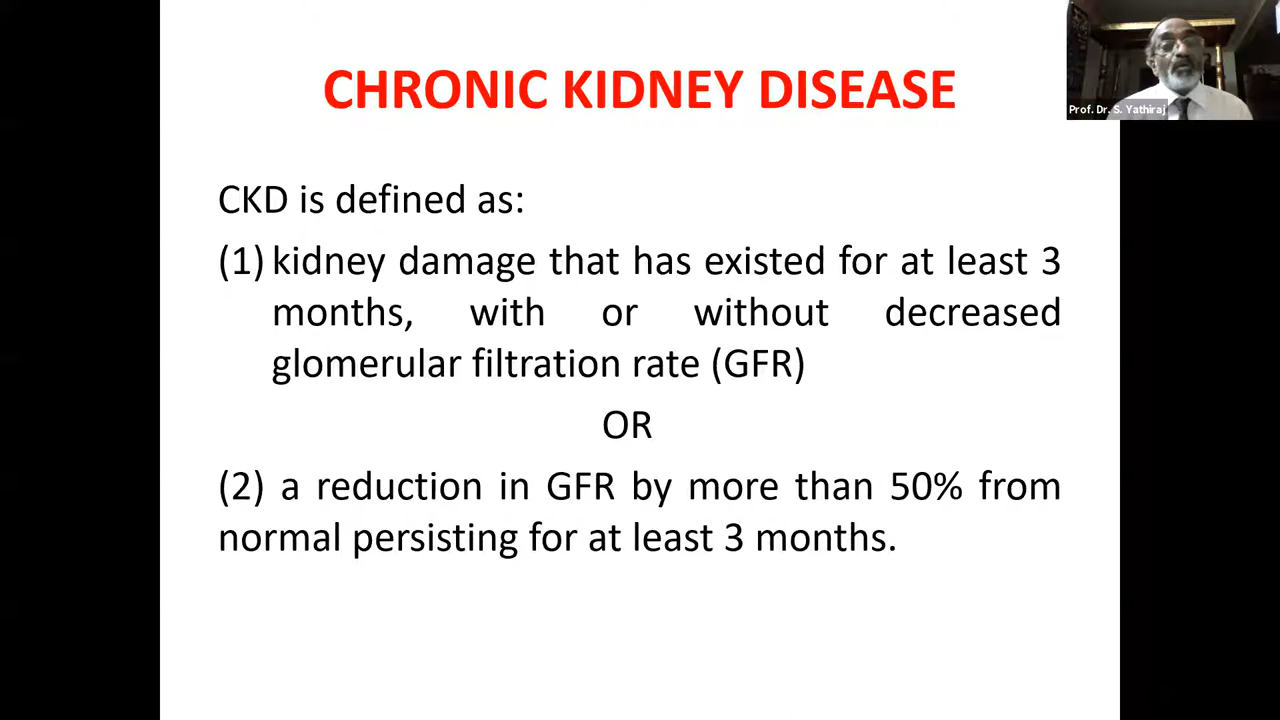 CHRONIC KIDNEY DISEASE
Prof. Dr. S. Yathiraj
CKD is defined as:
(1) kidney damage that has existed for at least 3
months, with or without decreased
glomerular filtration rate (GFR)
OR
(2) a reduction in GFR by more than 50% from
normal persisting for at least 3 months.